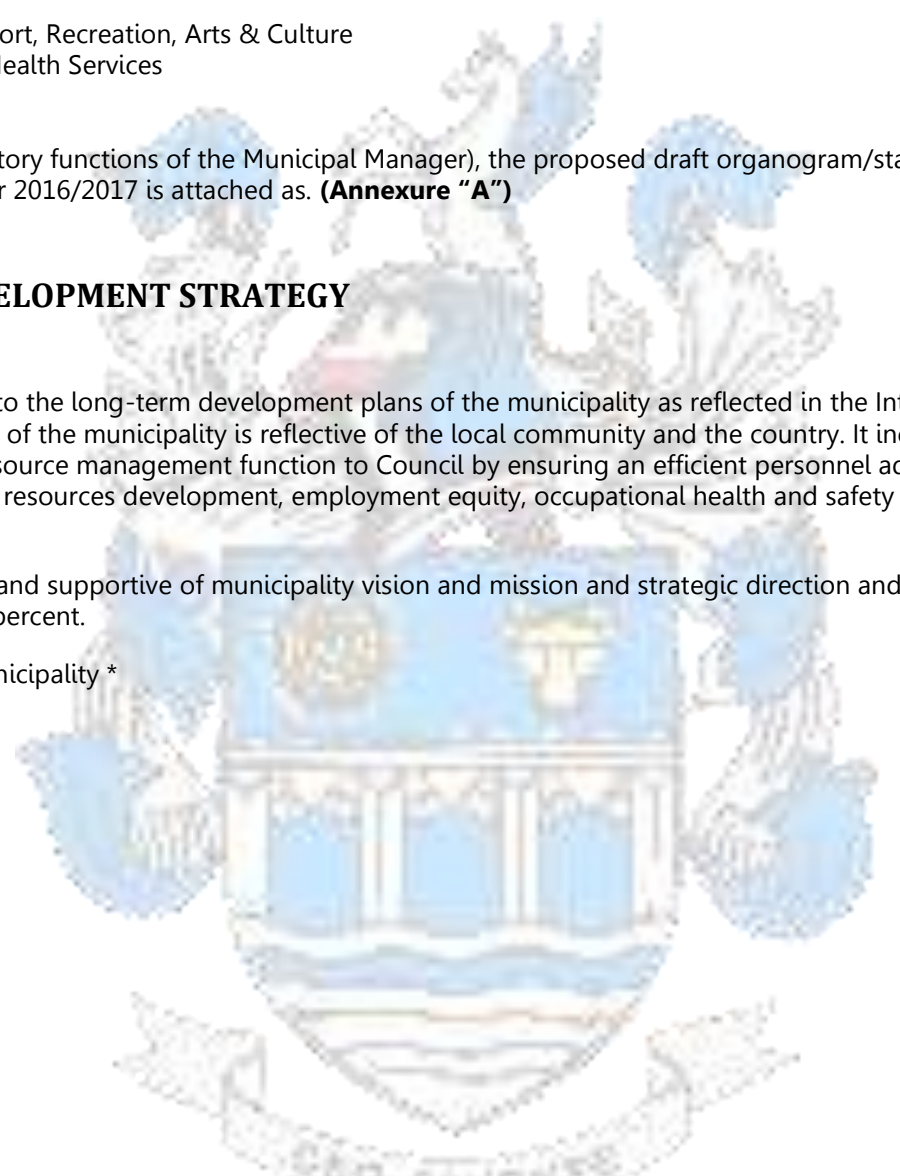 ort, Recreation, Arts & Culture
Health Services
tory functions of the Municipal Manager), the proposed draft organogram/sta
r 2016/2017 is attached as. (Annexure “A”)
ELOPMENT STRATEGY
to the long-term development plans of the municipality as reflected in the Int
of the municipality is reflective of the local community and the country. It inc
source management function to Council by ensuring an efficient personnel ac
resources development, employment equity, occupational health and safety
and supportive of municipality vision and mission and strategic direction and
percent.
nicipality *